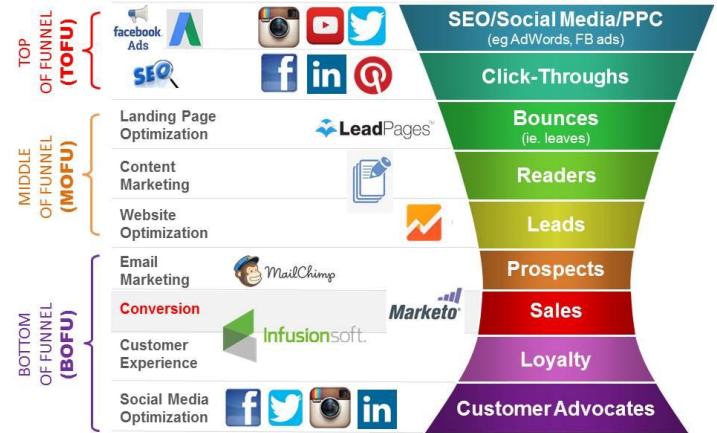 TOP
OF FUNNEL
(TOFU)
facebook
Ads
SEO/Social Media/PPC
(eg AdWords, FB ads)
SEO
Click-Throughs
MIDDLE
OF FUNNEL
(MOFU)
Landing Page
Optimization
LeadPages™
Bounces
(ie. leaves)
Content
Marketing
Readers
Website
Optimization
Leads
BOTTOM
OF FUNNEL
(BOFU)
Email
Marketing
MailChimp
Prospects
Conversion
Marketo
Sales
Infusionsoft.
Customer
Experience
Loyalty
Social Media
Optimization
Customer Advocates